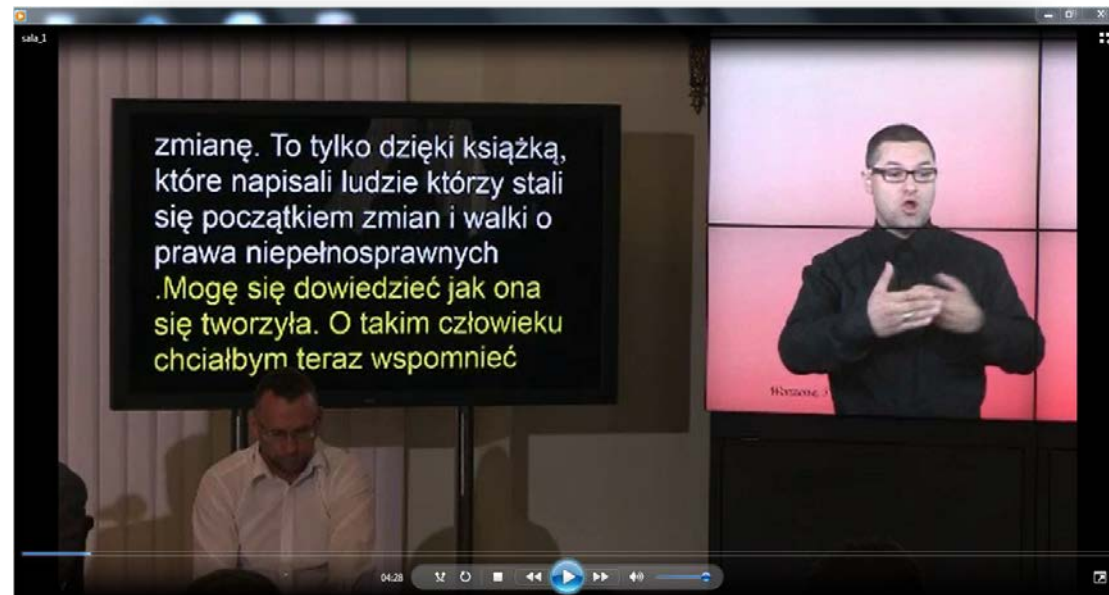 sala_1
zmianę. To tylko dzięki książką,
które napisali ludzie którzy stali
się początkiem zmian i walki o
prawa niepełnosprawnych
.Mogę się dowiedzieć jak ona
się tworzyła. O takim człowieku
chciałbym teraz wspomnieć
04:28